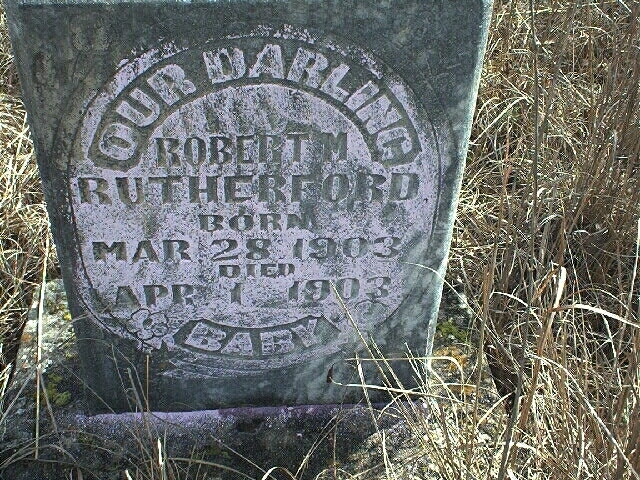 OUR DARLING
ROBERT M
RUTHERFORD
BORN
MAR 28 1903
DIED
APR 1 1903
BABY